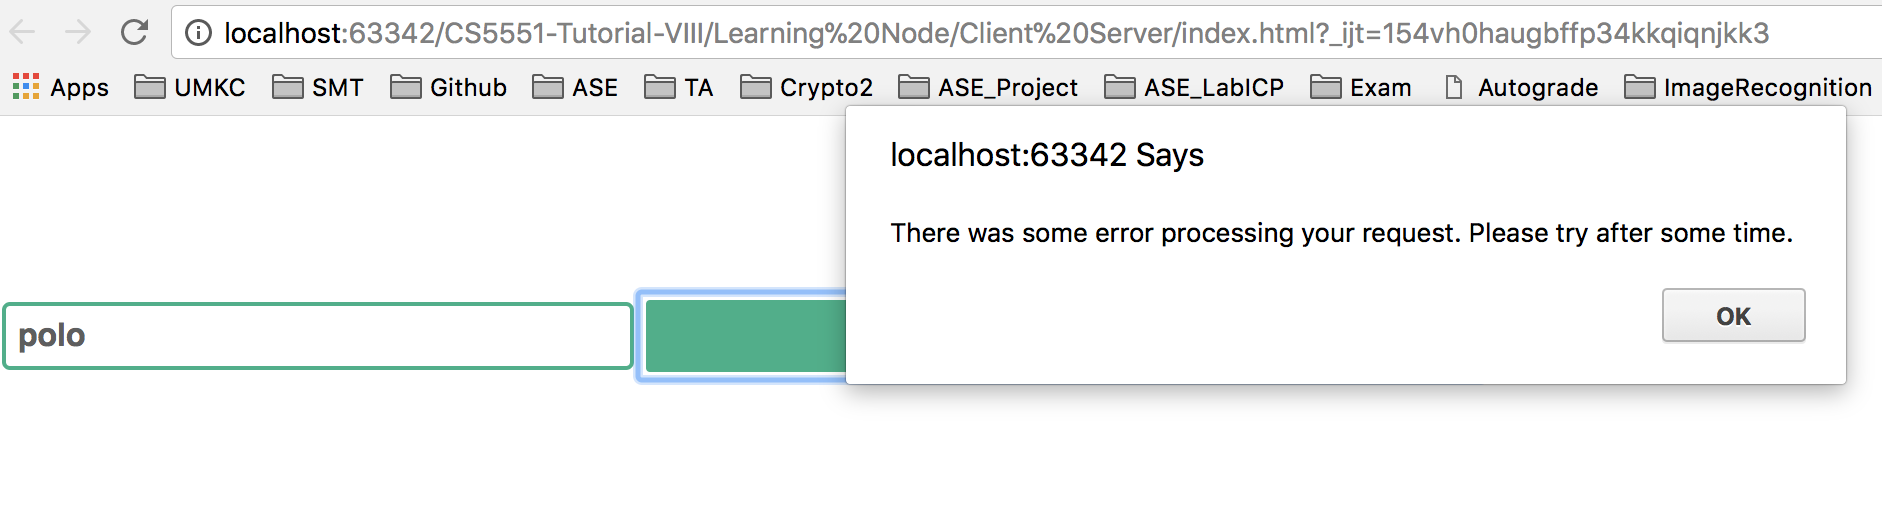 localhost:63342/CS5551-Tutorial-VIII/Learning%20Node/Client%20Server/index.html?_ijt=154vh0haugbffp34kkqiqnjkk3
Apps UMKC SMT Github ASE TA Crypto2 ASE_Project ASE_LabICP Exam Autograde ImageRecognition
localhost:63342 Says
There was some error processing your request. Please try after some time.
OK
polo